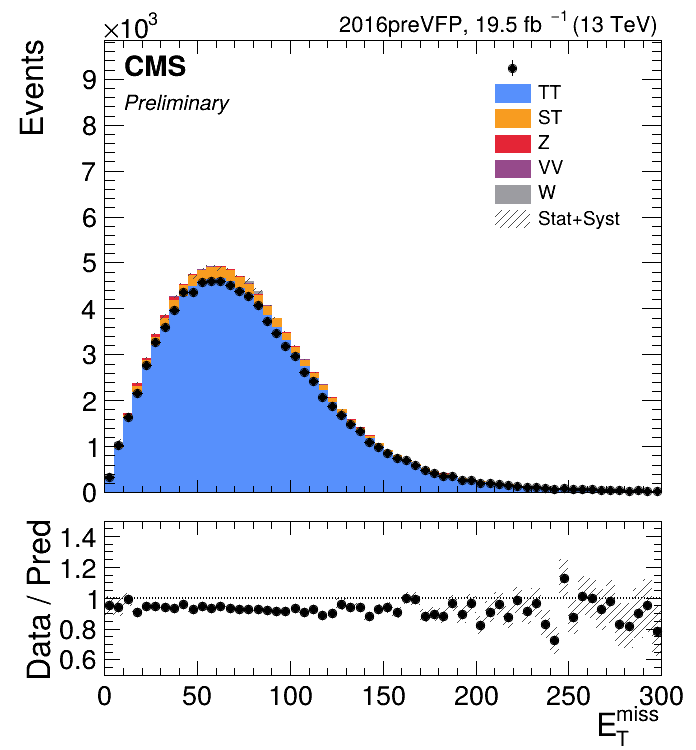 ×10³
2016preVFP, 19.5 fb ⁻¹ (13 TeV)
Events
9
8
7
6
5
4
3
2
1
0
CMS
Preliminary
TT
ST
Z
VV
W
Stat+Syst
Data / Pred
1.4
1.2
1
0.8
0.6
0
50
100
150
200
250
300
E_T^miss